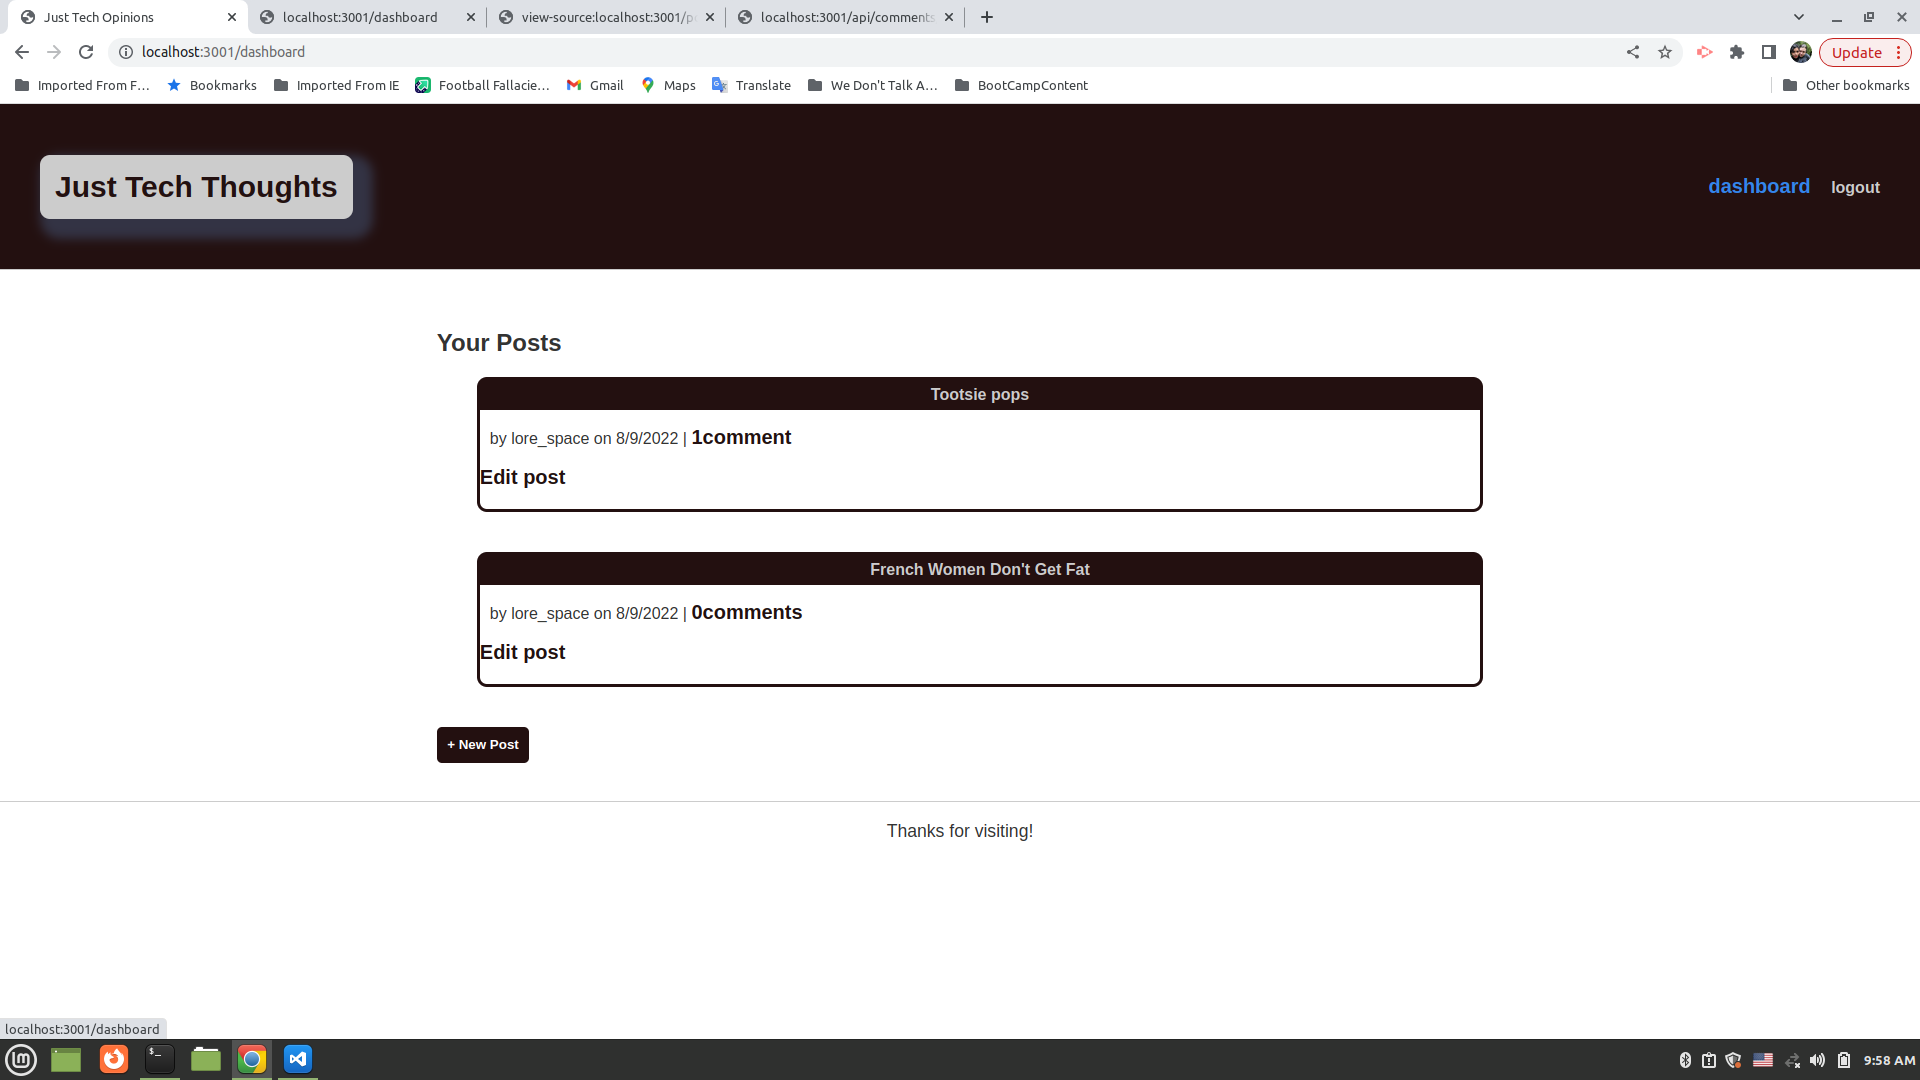 Just Tech Opinions
localhost:3001/dashboard
view-source:localhost:3001/p
localhost:3001/api/comments
localhost:3001/dashboard
Update
Imported From F…
Bookmarks
Imported From IE
Football Fallacie…
Gmail
Maps
Translate
We Don't Talk A…
BootCampContent
Other bookmarks
Just Tech Thoughts
dashboard
logout
Your Posts
Tootsie pops
by lore_space on 8/9/2022 | 1comment
Edit post
French Women Don't Get Fat
by lore_space on 8/9/2022 | 0comments
Edit post
+ New Post
Thanks for visiting!
localhost:3001/dashboard
9:58 AM